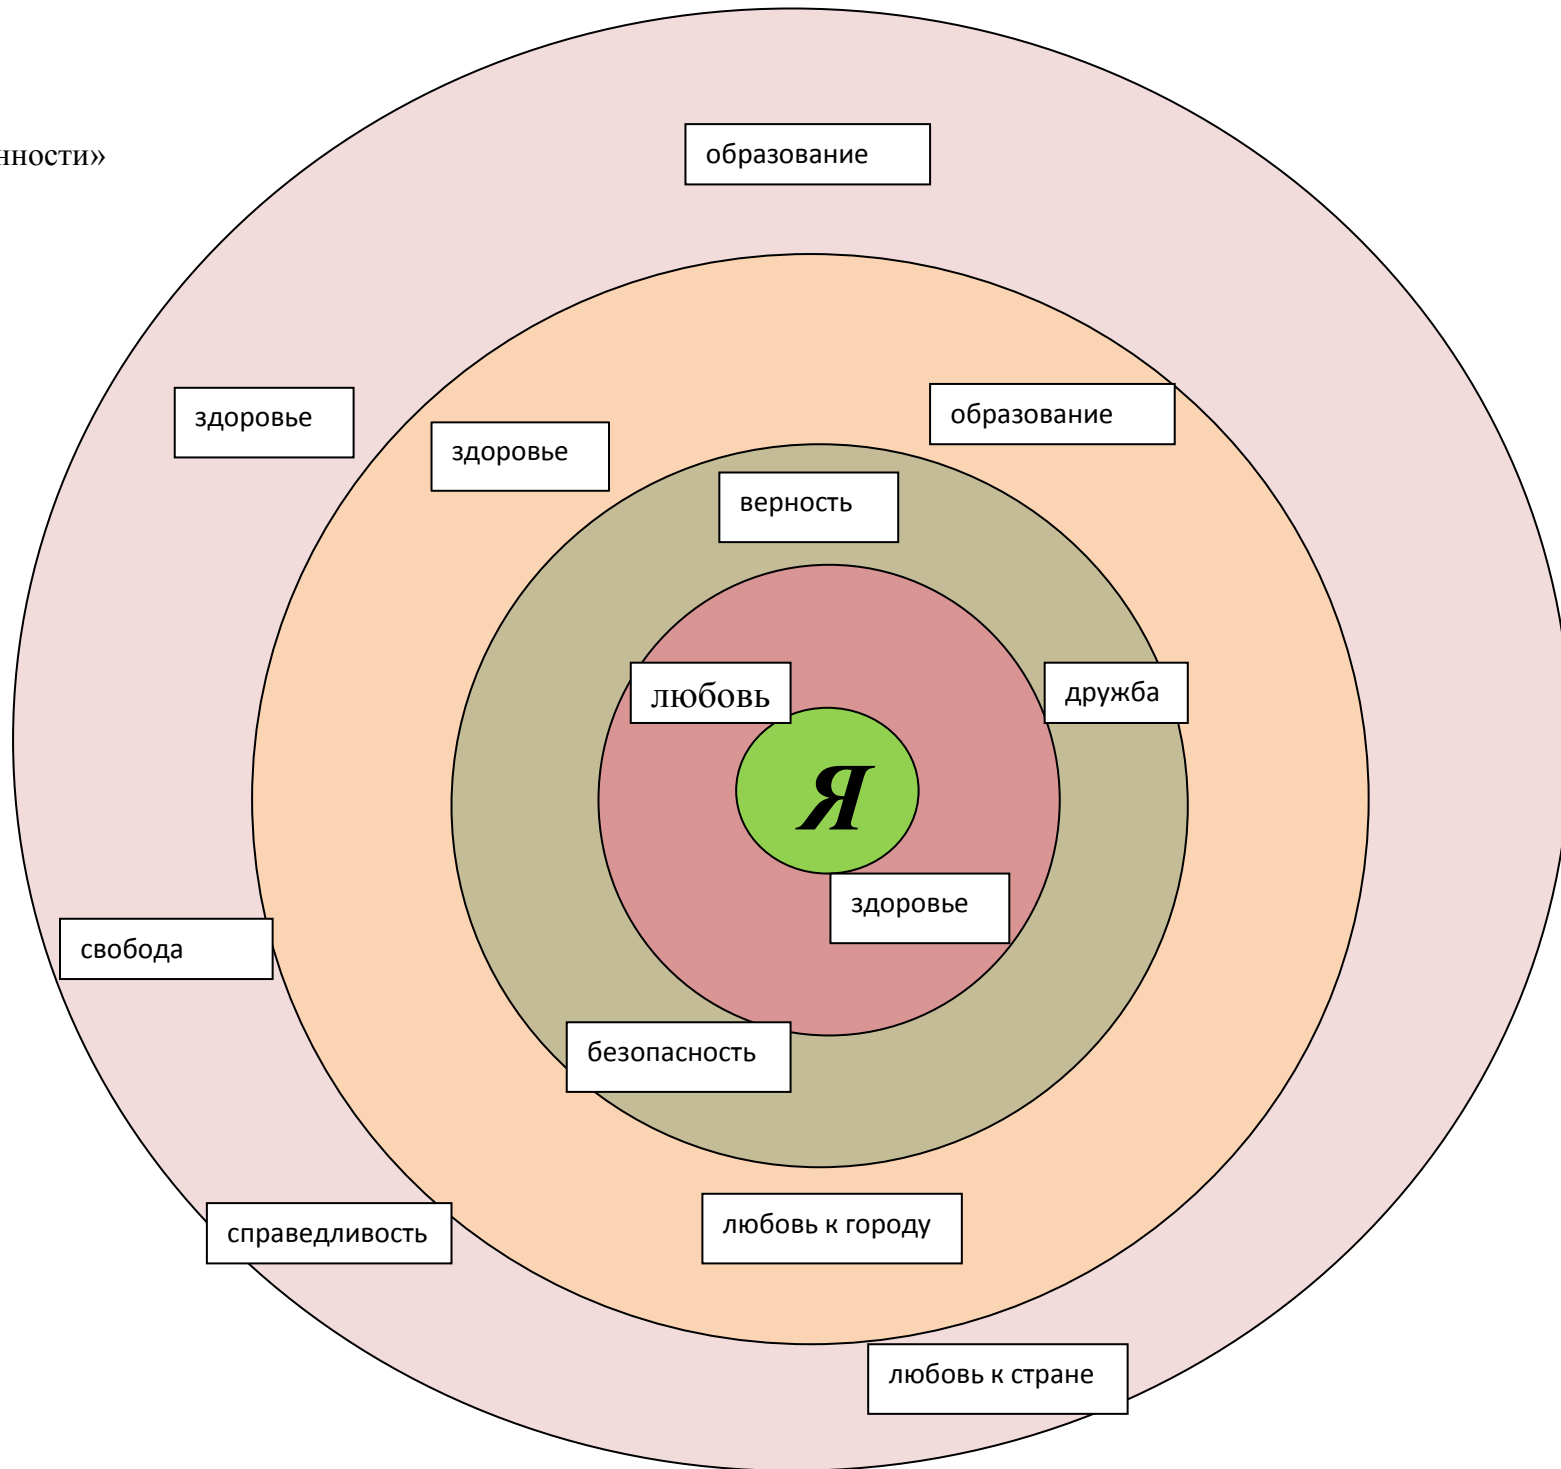 нности»
образование
здоровье
образование
здоровье
верность
любовь
дружба
Я
здоровье
свобода
безопасность
любовь к городу
справедливость
любовь к стране